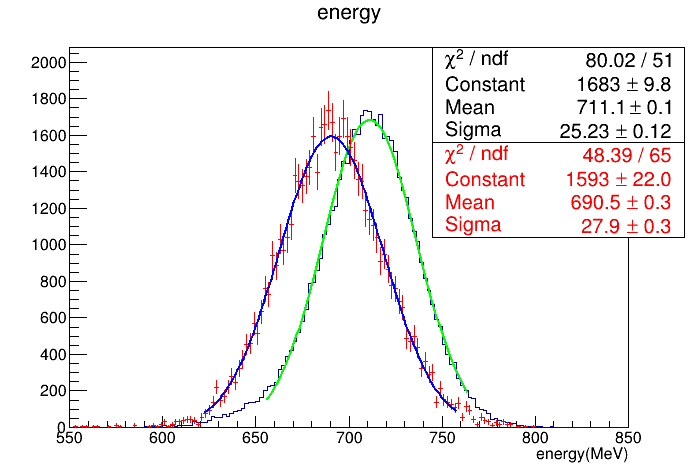 energy
χ² / ndf 80.02 / 51
Constant 1683 ± 9.8
Mean 711.1 ± 0.1
Sigma 25.23 ± 0.12
χ² / ndf 48.39 / 65
Constant 1593 ± 22.0
Mean 690.5 ± 0.3
Sigma 27.9 ± 0.3
2000
1800
1600
1400
1200
1000
800
600
400
200
0
550 600 650 700 750 800 850
energy(MeV)